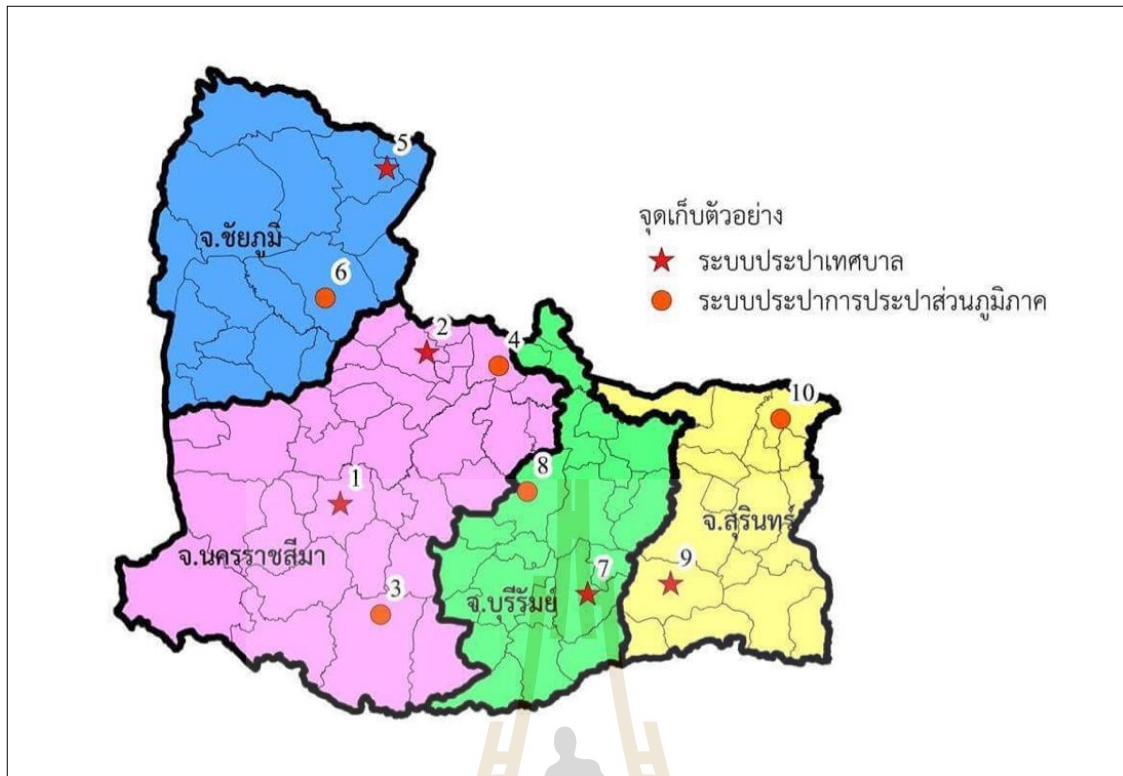 5
จุดเก็บตัวอย่าง
จ.ชัยภูมิ
ระบบประปาเทศบาล
6
ระบบประปาการประปาส่วนภูมิภาค
2
4
10
8
1
จ.สุรินทร์
จ.นครราชสีมา
9
7
3
จ.บุรีรัมย์